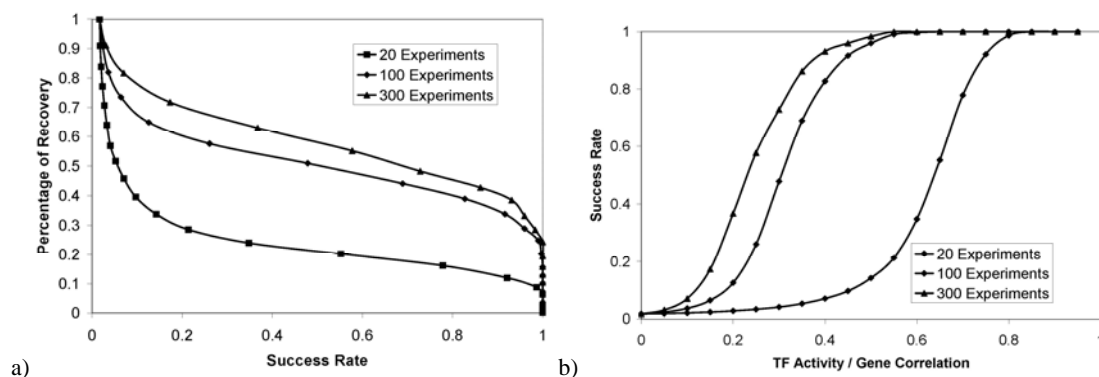 a)
Percentage of Recovery
1
0.9
0.8
0.7
0.6
0.5
0.4
0.3
0.2
0.1
0
20 Experiments
100 Experiments
300 Experiments
0 0.2 0.4 0.6 0.8 1
Success Rate
b)
Success Rate
1
0.8
0.6
0.4
0.2
0
20 Experiments
100 Experiments
300 Experiments
0 0.2 0.4 0.6 0.8 1
TF Activity / Gene Correlation